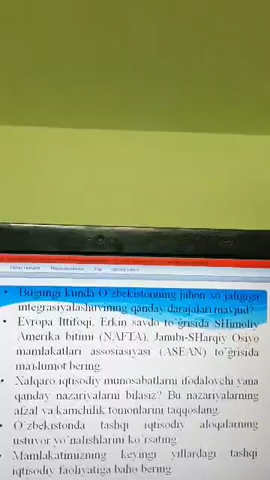 • Bugungi kunda O`zbekistonning jahon xo`jaligiga
integrasiyalashuvining qanday darajalari mavjud?
• Evropa Ittifoqi, Erkin savdo to`g`risida SHimoliy
Amerika bitimi (NAFTA), Janubi-SHarqiy Osiyo
mamlakatlari assosiasiyasi (ASEAN) to`g`risida
ma`lumot bering.
• Xalqaro iqtisodiy munosabatlarni ifodalovchi yana
qanday nazariyalarni bilasiz? Bu nazariyalarning
afzal va kamchilik tomonlarini taqqoslang.
• O`zbekistonda tashqi iqtisodiy aloqalarning
ustuvor yo`nalishlarini ko`rsating.
• Mamlakatimizning keyingi yillardagi tashqi
iqtisodiy faoliyatiga baho bering.